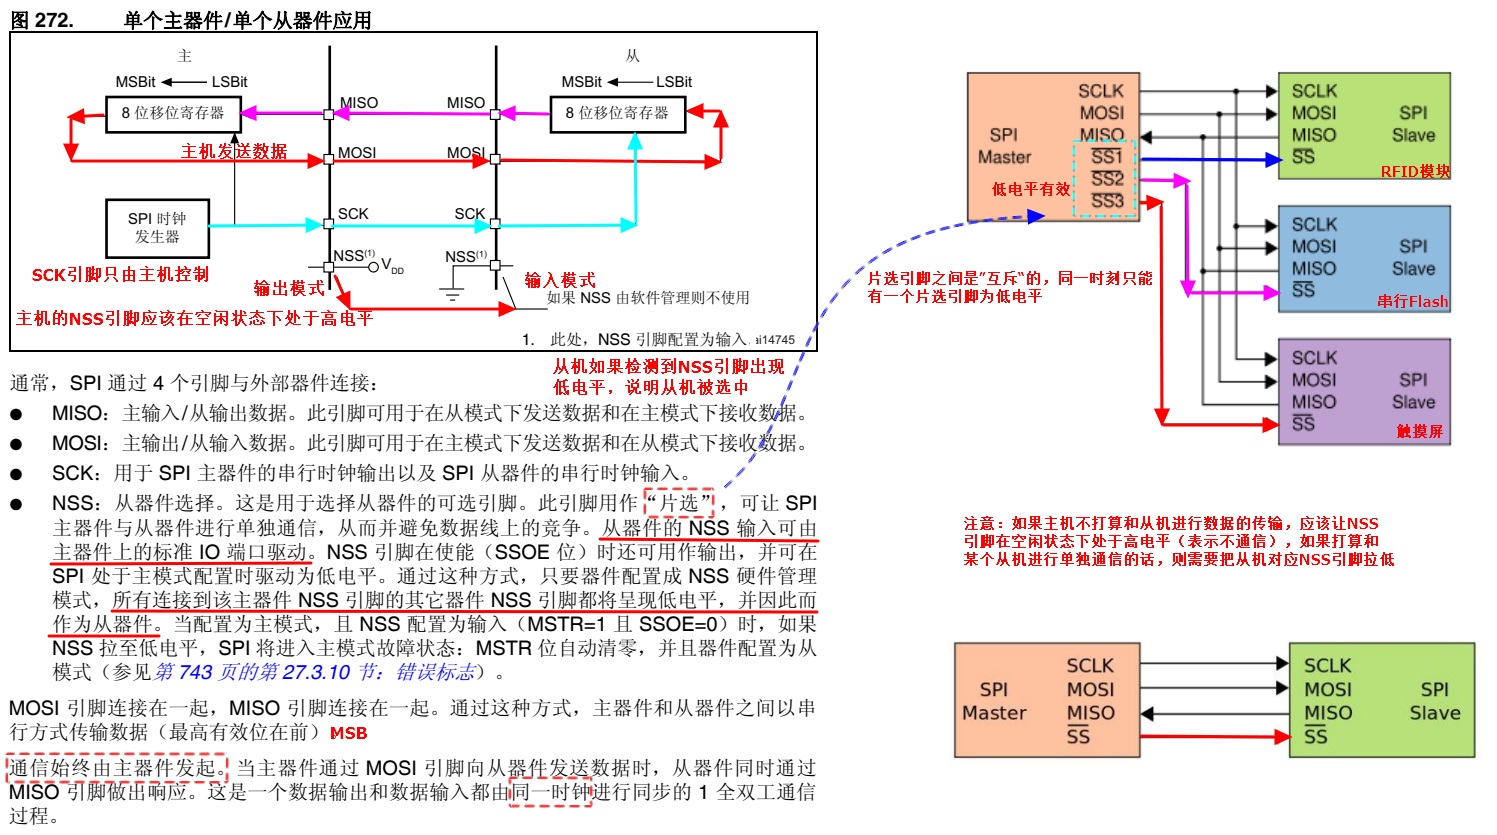 图 272. 单个主器件/单个从器件应用
主
从
MSBit LSBit
MSBit LSBit
8 位移位寄存器
MISO
MISO
8 位移位寄存器
主机发送数据
MOSI
MOSI
SPI 时钟
发生器
SCK
SCK
SCK引脚只由主机控制
NSS(1)
VDD
NSS(1)
输出模式
输入模式
如果 NSS 由软件管理则不使用
主机的NSS引脚应该在空闲状态下处于高电平
1. 此处，NSS 引脚配置为输入.
ai14745
从机如果检测到NSS引脚出现
低电平，说明从机被选中
通常，SPI 通过 4 个引脚与外部器件连接：
● MISO：主输入/从输出数据。此引脚可用于在从模式下发送数据和在主模式下接收数据。
● MOSI：主输出/从输入数据。此引脚可用于在主模式下发送数据和在从模式下接收数据。
● SCK：用于 SPI 主器件的串行时钟输出以及 SPI 从器件的串行时钟输入。
● NSS：从器件选择。这是用于选择从器件的可选引脚。此引脚用作“片选”，可让 SPI
主器件与从器件进行单独通信，从而并避免数据线上的竞争。从器件的 NSS 输入可由
主器件上的标准 IO 端口驱动。NSS 引脚在使能（SSOE 位）时还可用作输出，并可在
SPI 处于主模式配置时驱动为低电平。通过这种方式，只要器件配置成 NSS 硬件管理
模式，所有连接到该主器件 NSS 引脚的其它器件 NSS 引脚都将呈现低电平，并因此而
作为从器件。当配置为主模式，且 NSS 配置为输入（MSTR=1 且 SSOE=0）时，如果
NSS 拉至低电平，SPI 将进入主模式故障状态：MSTR 位自动清零，并且器件配置为从
模式（参见第 743 页的第 27.3.10 节：错误标志）。
MOSI 引脚连接在一起，MISO 引脚连接在一起。通过这种方式，主器件和从器件之间以串
行方式传输数据（最高有效位在前）MSB
通信始终由主器件发起。当主器件通过 MOSI 引脚向从器件发送数据时，从器件同时通过
MISO 引脚做出响应。这是一个数据输出和数据输入都由同一时钟进行同步的 1 全双工通信
过程。
SPI
Master
SCLK
MOSI
MISO
SS1
SS2
SS3
低电平有效
SCLK
MOSI
MISO
SS
SPI
Slave
RFID模块
SCLK
MOSI
MISO
SS
SPI
Slave
串行Flash
SCLK
MOSI
MISO
SS
SPI
Slave
触摸屏
片选引脚之间是"互斥“的，同一时刻只能
有一个片选引脚为低电平
注意：如果主机不打算和从机进行数据的传输，应该让NSS
引脚在空闲状态下处于高电平（表示不通信），如果打算和
某个从机进行单独通信的话，则需要把从机对应NSS引脚拉低
SPI
Master
SCLK
MOSI
MISO
SS
SCLK
MOSI
MISO
SS
SPI
Slave